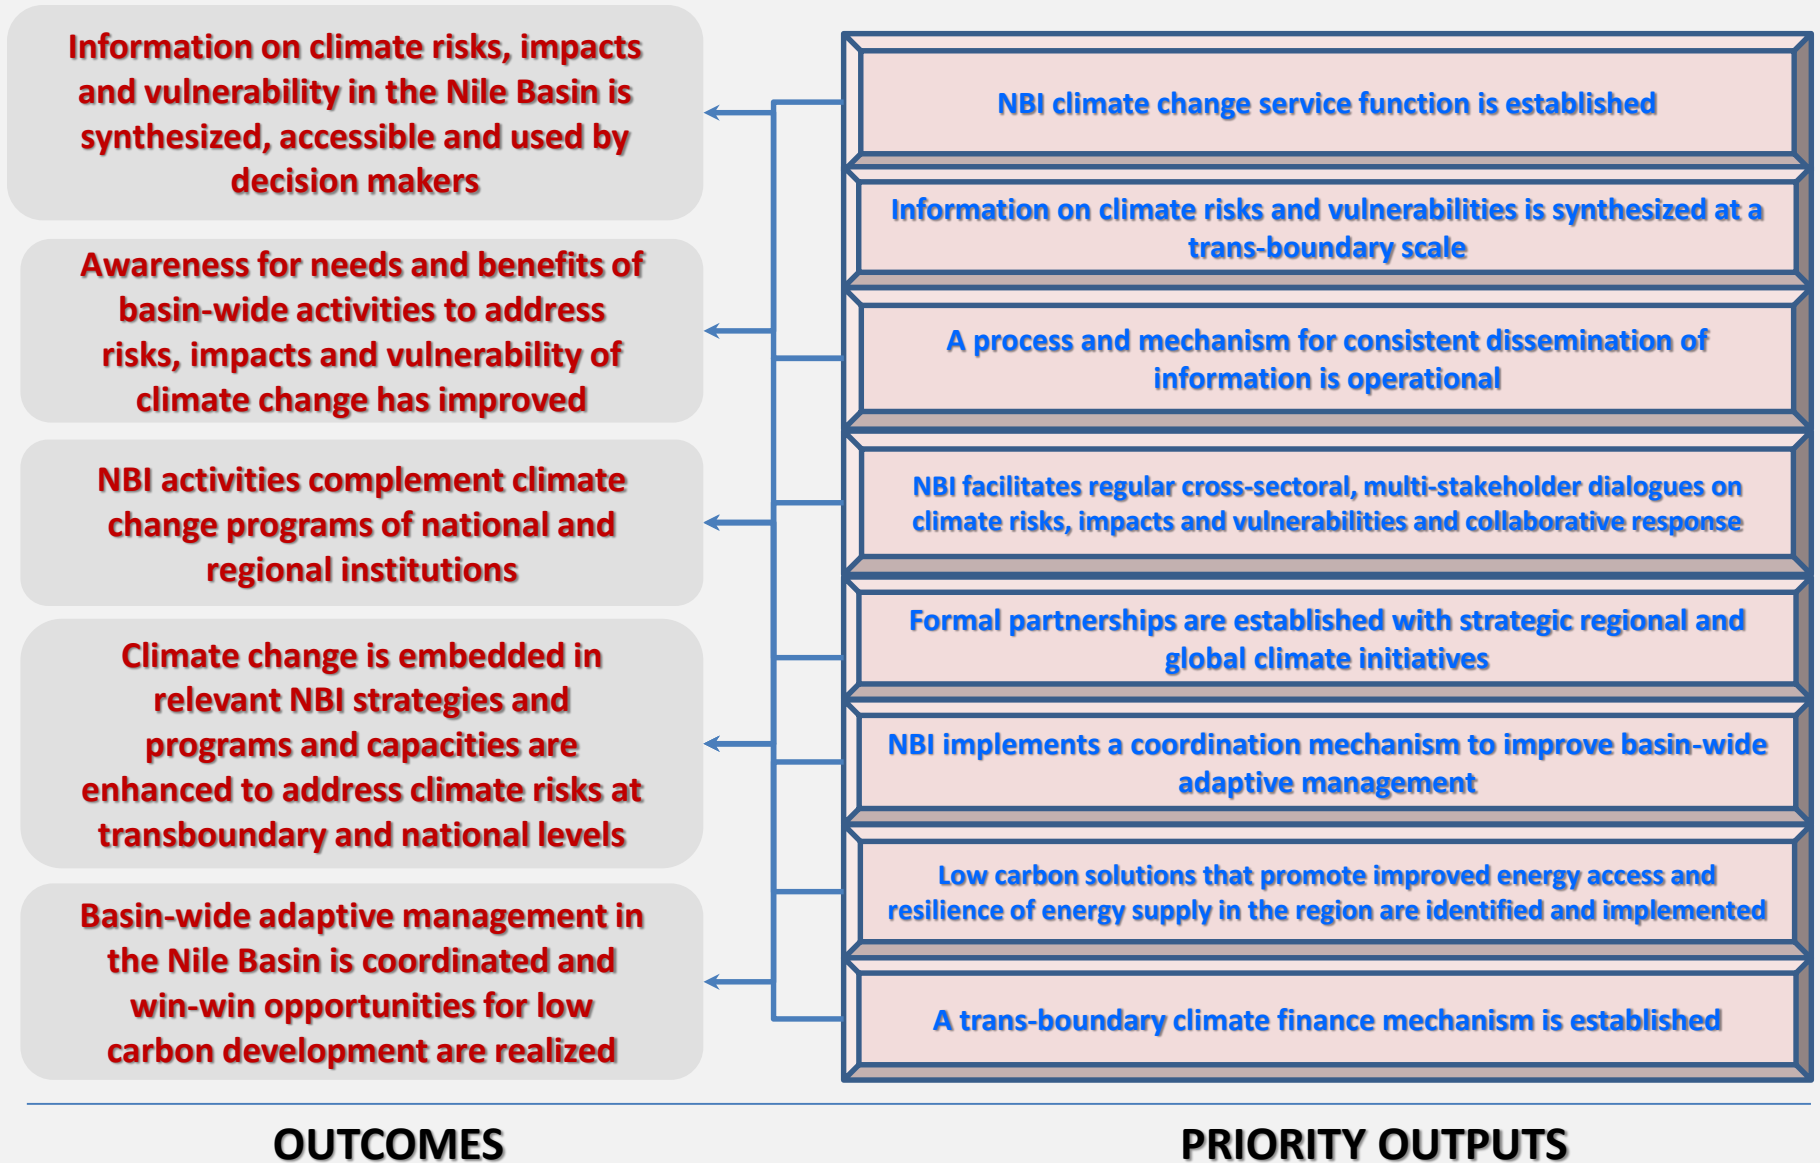 Information on climate risks, impacts
and vulnerability in the Nile Basin is
synthesized, accessible and used by
decision makers
Awareness for needs and benefits of
basin-wide activities to address
risks, impacts and vulnerability of
climate change has improved
NBI activities complement climate
change programs of national and
regional institutions
Climate change is embedded in
relevant NBI strategies and
programs and capacities are
enhanced to address climate risks at
transboundary and national levels
Basin-wide adaptive management in
the Nile Basin is coordinated and
win-win opportunities for low
carbon development are realized
OUTCOMES
NBI climate change service function is established
Information on climate risks and vulnerabilities is synthesized at a
trans-boundary scale
A process and mechanism for consistent dissemination of
information is operational
NBI facilitates regular cross-sectoral, multi-stakeholder dialogues on
climate risks, impacts and vulnerabilities and collaborative response
Formal partnerships are established with strategic regional and
global climate initiatives
NBI implements a coordination mechanism to improve basin-wide
adaptive management
Low carbon solutions that promote improved energy access and
resilience of energy supply in the region are identified and implemented
A trans-boundary climate finance mechanism is established
PRIORITY OUTPUTS